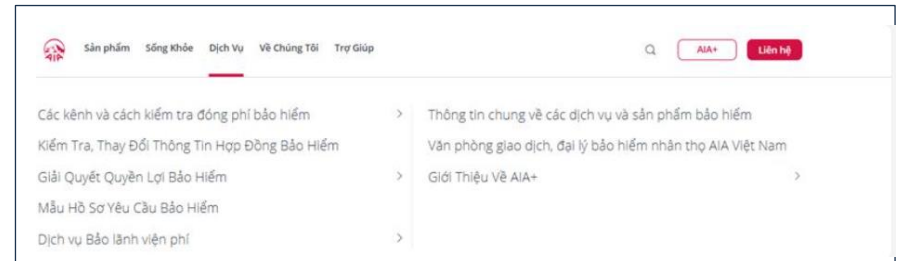 AIA
Sản phẩm Sống Khỏe Dịch Vụ Về Chúng Tôi Trợ Giúp AIA+ Liên hệ
Các kênh và cách kiểm tra đóng phí bảo hiểm
Kiểm Tra, Thay Đổi Thông Tin Hợp Đồng Bảo Hiểm
Giải Quyết Quyền Lợi Bảo Hiểm
Mẫu Hồ Sơ Yêu Cầu Bảo Hiểm
Dịch vụ Bảo lãnh viện phí
Thông tin chung về các dịch vụ và sản phẩm bảo hiểm
Văn phòng giao dịch, đại lý bảo hiểm nhân thọ AIA Việt Nam
Giới Thiệu Về AIA+